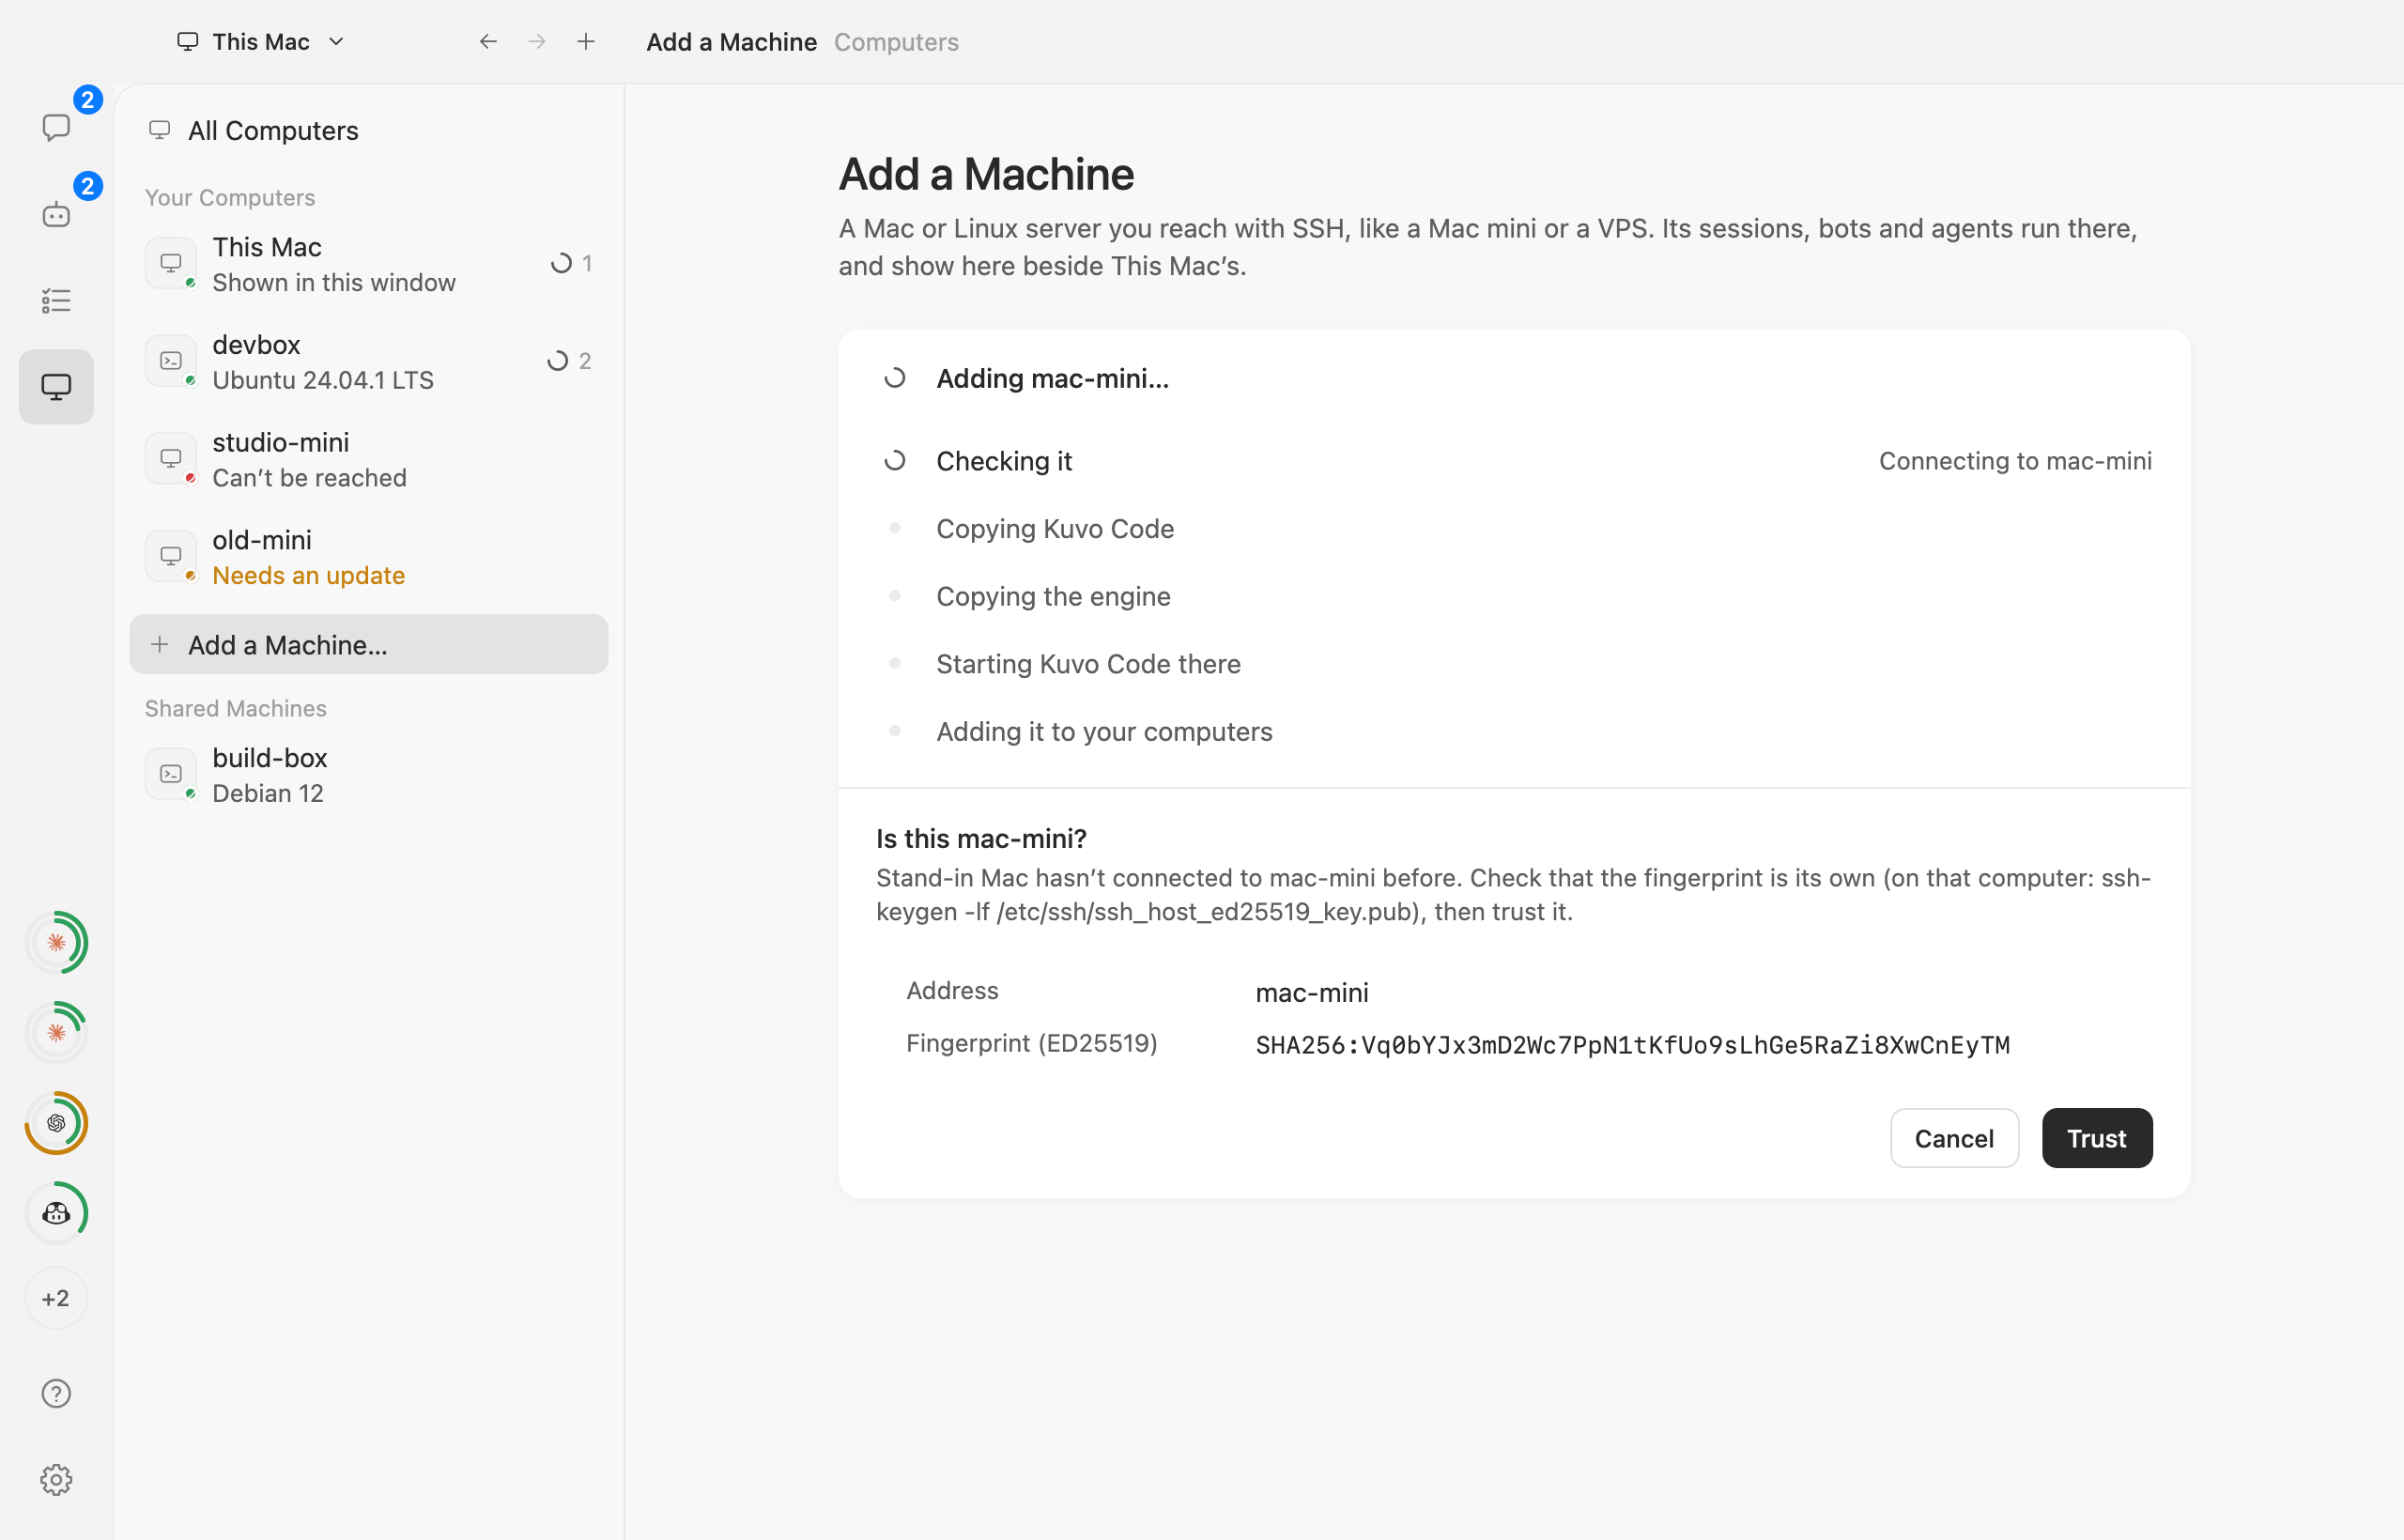 This Mac
Add a Machine Computers
2
2
All Computers
Your Computers
This Mac
Shown in this window
1
devbox
Ubuntu 24.04.1 LTS
2
studio-mini
Can’t be reached
old-mini
Needs an update
Add a Machine...
Shared Machines
build-box
Debian 12
+2
Add a Machine
A Mac or Linux server you reach with SSH, like a Mac mini or a VPS. Its sessions, bots and agents run there,
and show here beside This Mac’s.
Adding mac-mini...
Checking it
Connecting to mac-mini
Copying Kuvo Code
Copying the engine
Starting Kuvo Code there
Adding it to your computers
Is this mac-mini?
Stand-in Mac hasn’t connected to mac-mini before. Check that the fingerprint is its own (on that computer: ssh-
keygen -lf /etc/ssh/ssh_host_ed25519_key.pub), then trust it.
Address mac-mini
Fingerprint (ED25519) SHA256:Vq0bYJx3mD2Wc7PpN1tKfUo9sLhGe5RaZi8XwCnEyTM
Cancel
Trust